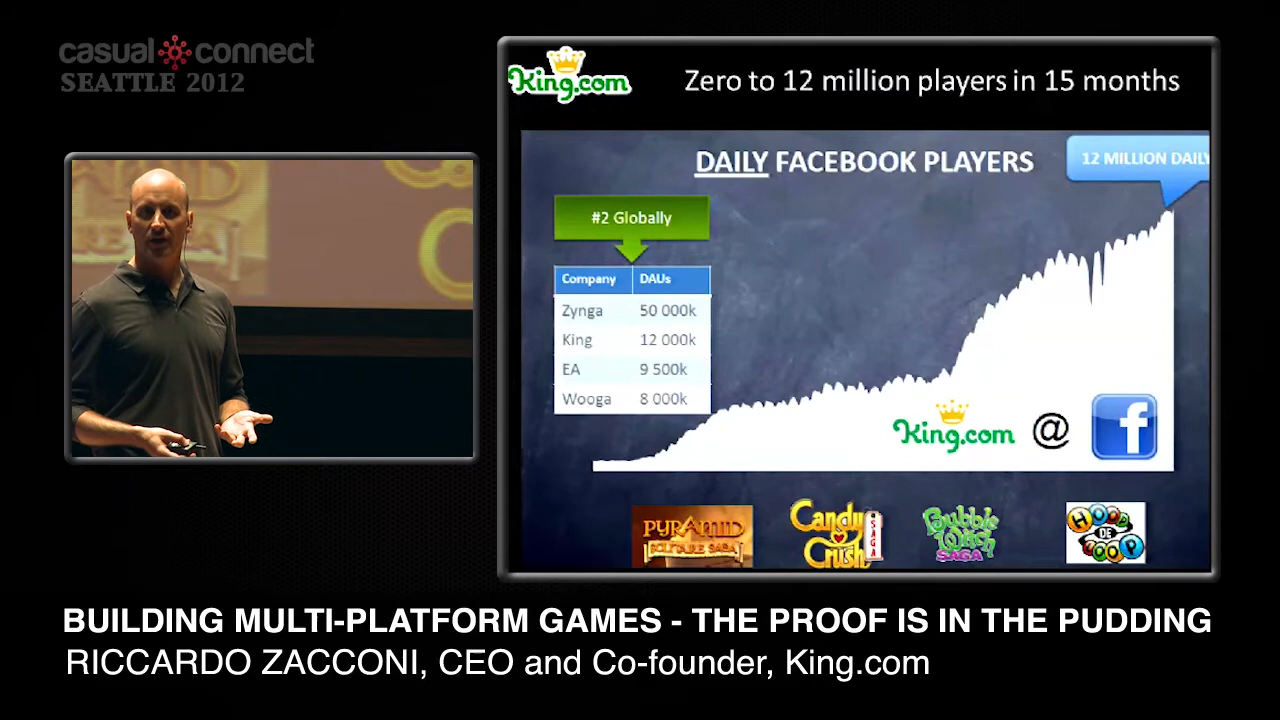 casual connect
SEATTLE 2012
King.com
Zero to 12 million players in 15 months
DAILY FACEBOOK PLAYERS
12 MILLION DAILY
#2 Globally
Company DAUs
Zynga 50 000k
King 12 000k
EA 9 500k
Wooga 8 000k
King.com @ f
PYRAMID
SOLITAIRE SAGA
Candy
Crush
SAGA
Bubble
Witch
SAGA
HOOP
DE
LOOP
BUILDING MULTI-PLATFORM GAMES - THE PROOF IS IN THE PUDDING
RICCARDO ZACCONI, CEO and Co-founder, King.com